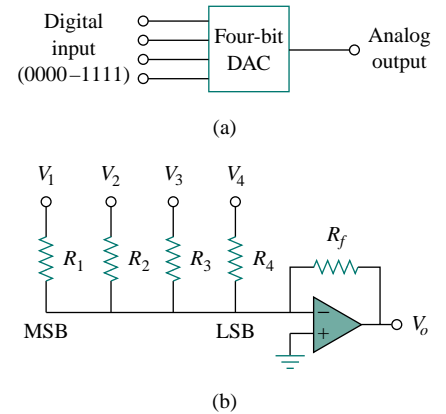 Digital
input
(0000–1111)
Four-bit
DAC
Analog
output
(a)
V1 V2 V3 V4
R1 R2 R3 R4 Rf
MSB LSB
− +
Vo
(b)